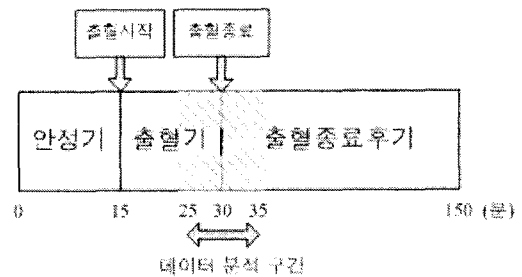 출혈시작 출혈종료
안성기 출혈기 출혈종료후기
0 15 25 30 35 150 (분)
데이터 분석 구간